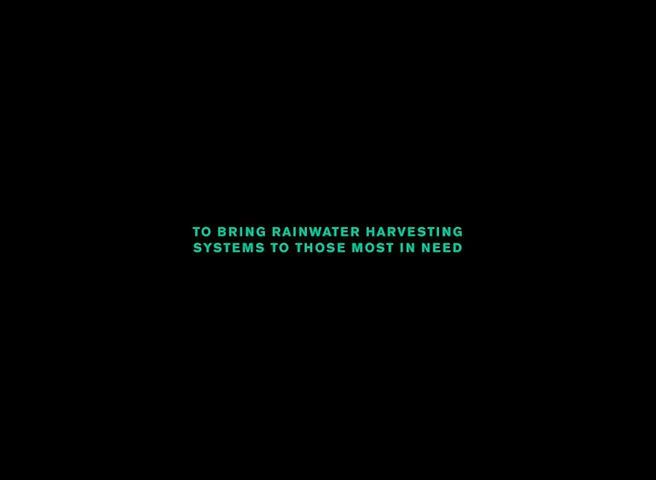 TO BRING RAINWATER HARVESTING
SYSTEMS TO THOSE MOST IN NEED